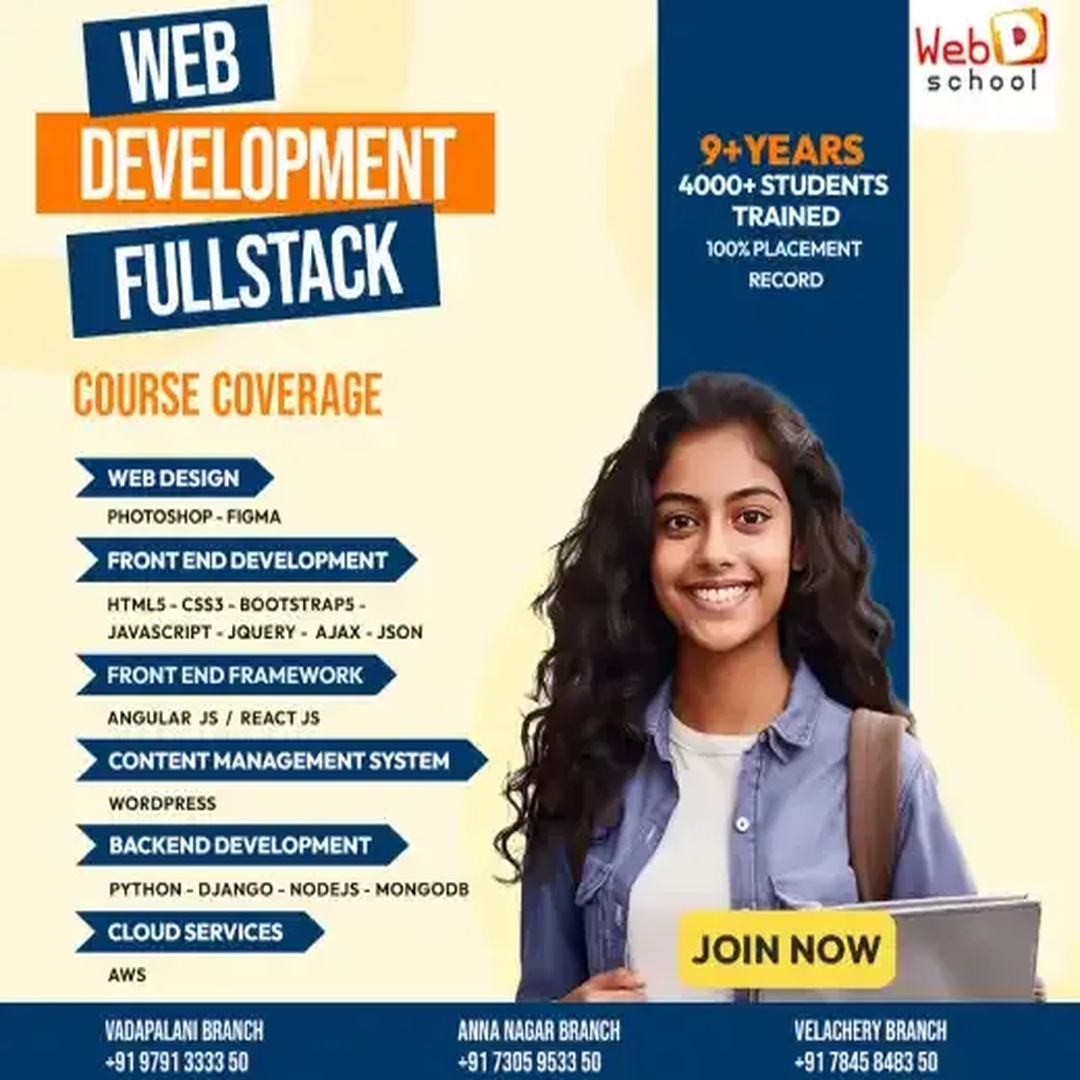 WEB
DEVELOPMENT
FULLSTACK
WebD
school
9+YEARS
4000+ STUDENTS
TRAINED
100% PLACEMENT
RECORD
COURSE COVERAGE
WEB DESIGN
PHOTOSHOP - FIGMA
FRONT END DEVELOPMENT
HTML5 - CSS3 - BOOTSTRAP5 -
JAVASCRIPT - JQUERY - AJAX - JSON
FRONT END FRAMEWORK
ANGULAR JS / REACT JS
CONTENT MANAGEMENT SYSTEM
WORDPRESS
BACKEND DEVELOPMENT
PYTHON - DJANGO - NODEJS - MONGODB
CLOUD SERVICES
AWS
JOIN NOW
VADAPALANI BRANCH
+91 9791 3333 50
ANNA NAGAR BRANCH
+91 7305 9533 50
VELACHERY BRANCH
+91 7845 8483 50